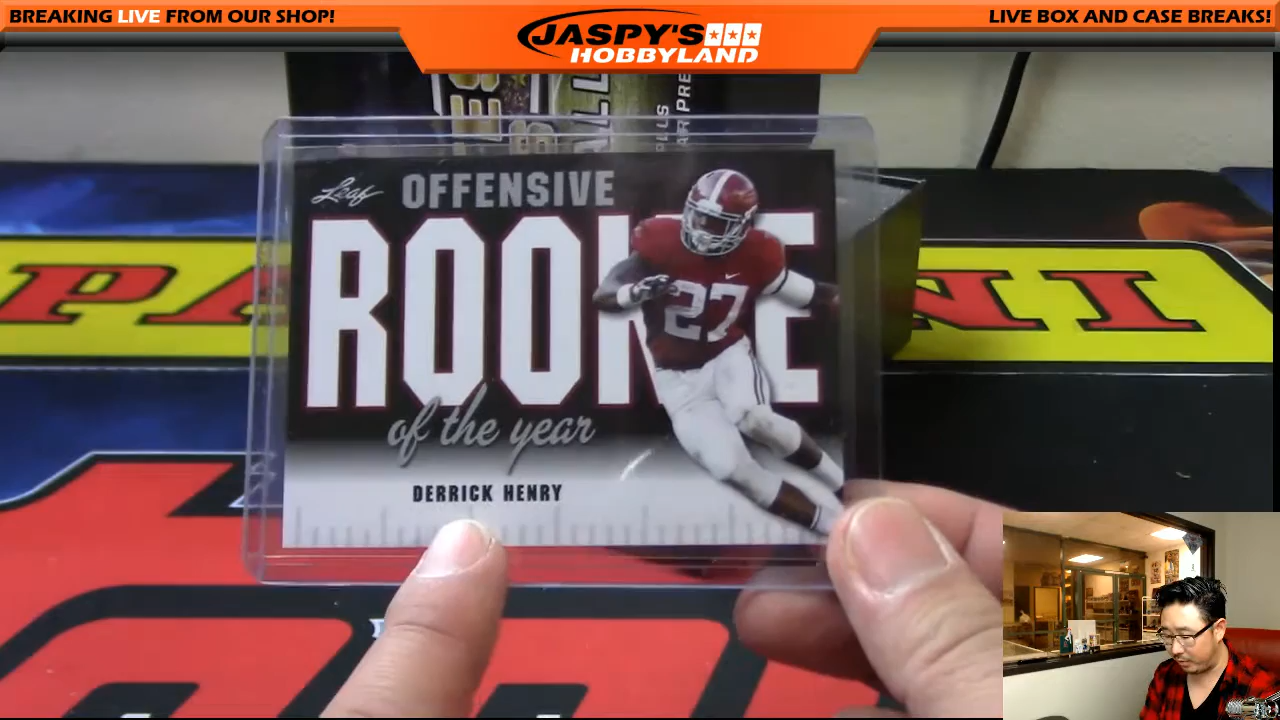 BREAKING LIVE FROM OUR SHOP!
JASPY'S
HOBBYLAND
LIVE BOX AND CASE BREAKS!
Leaf OFFENSIVE
ROOKIE
of the year
DERRICK HENRY
27
PANINI